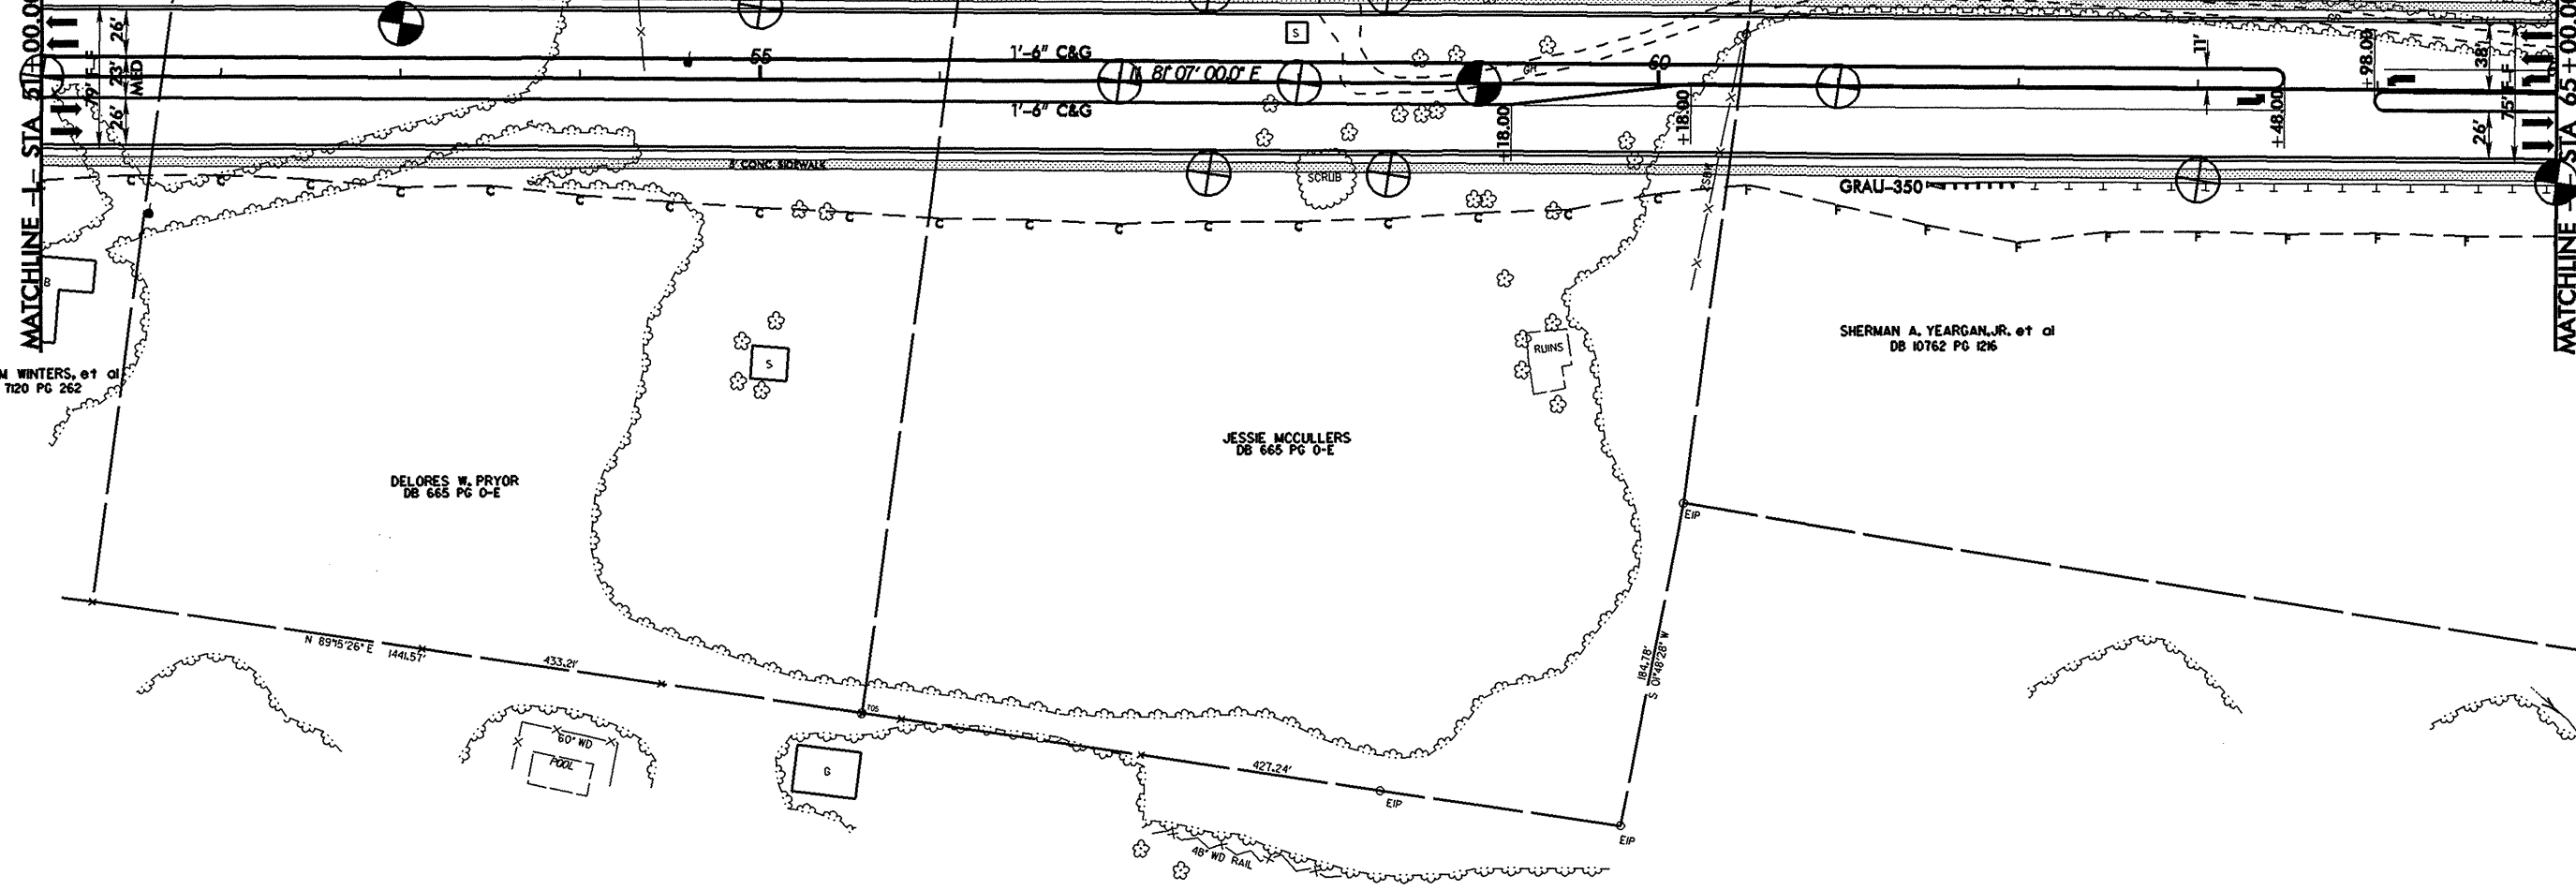 MATCHLINE -L- STA 51+00.00
26'
23'
MED
26'
79' F-F
55
1'-6" C&G
N 81° 07' 00.0" E
1'-6" C&G
S
GH
60
11'
+98.00
38'
75' F-F
26'
+18.00
+18.00
+48.00
MATCHLINE -L- STA 65+00.00
8' CONC. SIDEWALK
SCRUB
2SBW
GRAU-350
C C C C C C C C C C C C C C C C C C
F F F F F F F F F
B
M WINTERS, et al
7120 PG 262
S
RUINS
SHERMAN A. YEARGAN,JR. et al
DB 10762 PG 1216
JESSIE MCCULLERS
DB 665 PG O-E
DELORES W. PRYOR
DB 665 PG O-E
EIP
N 89°15'26" E
1441.57'
433.21'
184.78'
S 01°48'28" W
TOS
60" WD
POOL
G
427.24'
EIP
EIP
48" WD RAIL